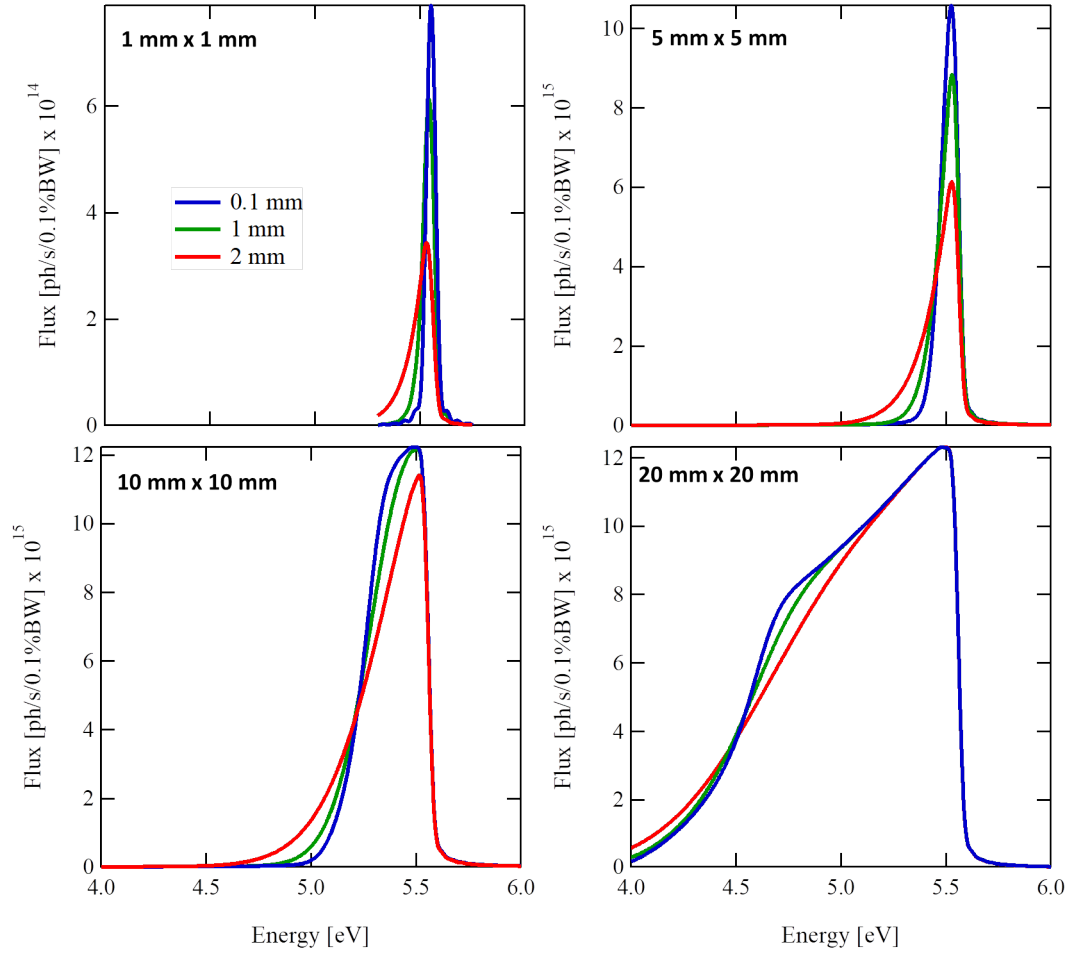 1 mm x 1 mm
Flux [ph/s/0.1%BW] x 10^14
6
4
2
0
0.1 mm
1 mm
2 mm
5 mm x 5 mm
Flux [ph/s/0.1%BW] x 10^15
10
8
6
4
2
0
10 mm x 10 mm
Flux [ph/s/0.1%BW] x 10^15
12
10
8
6
4
2
0
4.0 4.5 5.0 5.5 6.0
Energy [eV]
20 mm x 20 mm
Flux [ph/s/0.1%BW] x 10^15
12
10
8
6
4
2
0
4.0 4.5 5.0 5.5 6.0
Energy [eV]